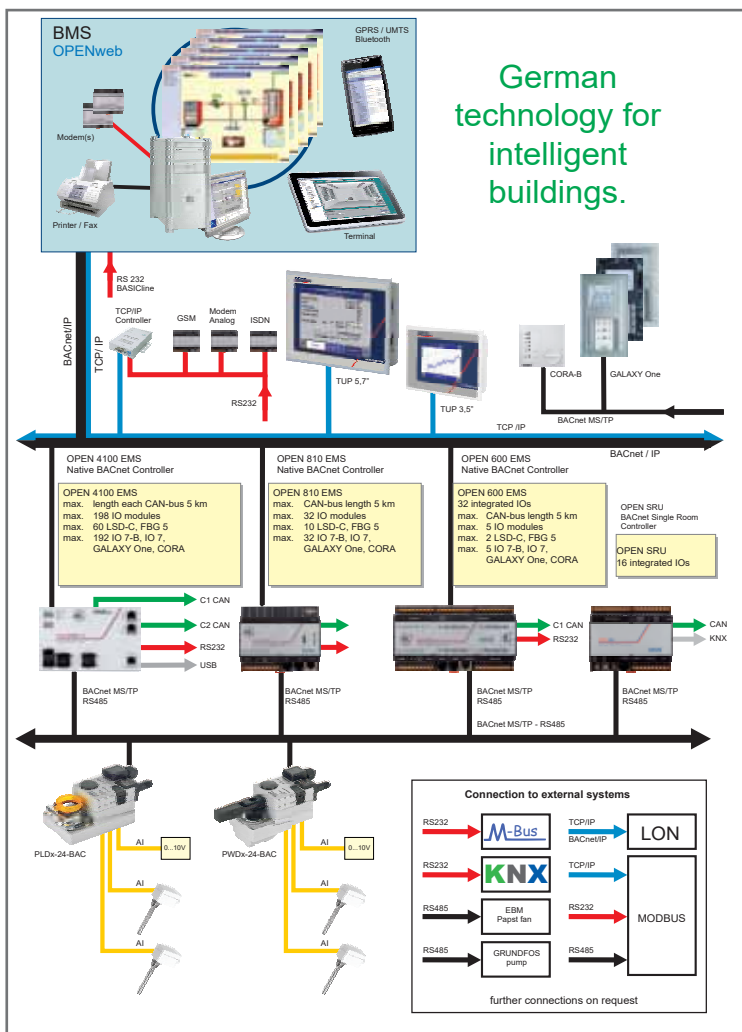 BMS
OPENweb
GPRS / UMTS
Bluetooth
Modem(s)
Printer / Fax
Terminal
German
technology for
intelligent
buildings.
RS 232
BASICline
BACnet/IP
TCP/ IP
TCP/IP
Controller
GSM
Modem
Analog
ISDN
RS232
TUP 5,7"
TUP 3,5"
CORA-B
GALAXY One
BACnet MS/TP
TCP /IP
BACnet / IP
OPEN 4100 EMS
Native BACnet Controller
OPEN 4100 EMS
max. length each CAN-bus 5 km
max. 198 IO modules
max. 60 LSD-C, FBG 5
max. 192 IO 7-B, IO 7,
GALAXY One, CORA
OPEN 810 EMS
Native BACnet Controller
OPEN 810 EMS
max. CAN-bus length 5 km
max. 32 IO modules
max. 10 LSD-C, FBG 5
max. 32 IO 7-B, IO 7,
GALAXY One, CORA
OPEN 600 EMS
Native BACnet Controller
OPEN 600 EMS
32 integrated IOs
max. CAN-bus length 5 km
max. 5 IO modules
max. 2 LSD-C, FBG 5
max. 5 IO 7-B, IO 7,
GALAXY One, CORA
OPEN SRU
BACnet Single Room
Controller
OPEN SRU
16 integrated IOs
C1 CAN
C2 CAN
RS232
USB
C1 CAN
RS232
CAN
KNX
BACnet MS/TP
RS485
BACnet MS/TP
RS485
BACnet MS/TP
RS485
BACnet MS/TP
RS485
BACnet MS/TP - RS485
PLDx-24-BAC
AI
0...10V
AI
AI
PWDx-24-BAC
AI
0...10V
AI
AI
Connection to external systems
RS232
M-Bus
TCP/IP
BACnet/IP
LON
RS232
KNX
TCP/IP
RS485
EBM
Papst fan
RS232
MODBUS
RS485
GRUNDFOS
pump
RS485
further connections on request